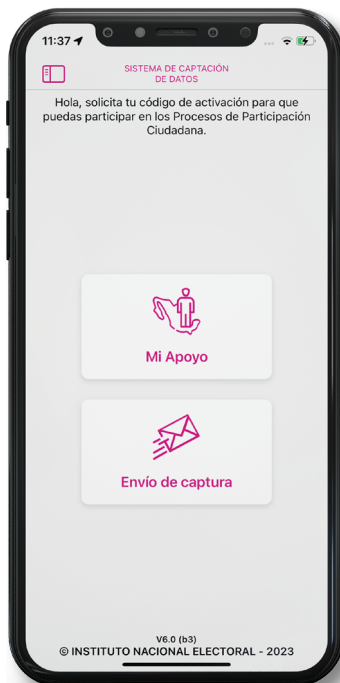 11:37
SISTEMA DE CAPTACIÓN
DE DATOS
Hola, solicita tu código de activación para que
puedas participar en los Procesos de Participación
Ciudadana.
Mi Apoyo
Envío de captura
V6.0 (b3)
© INSTITUTO NACIONAL ELECTORAL - 2023